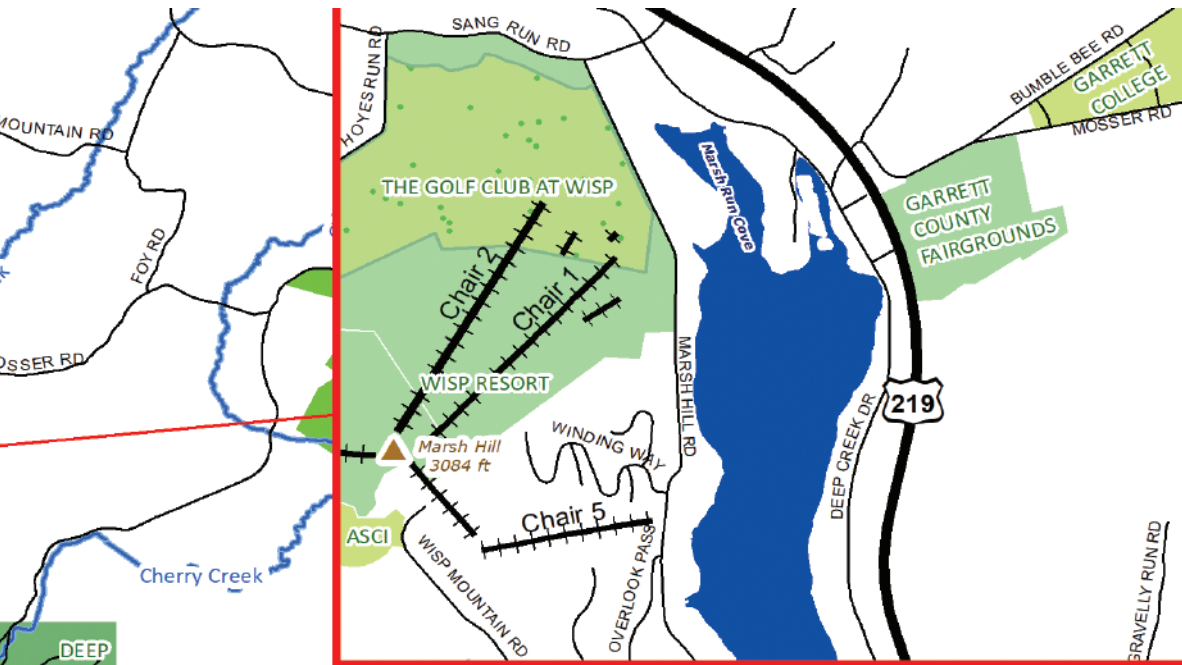 SANG RUN RD
HOYES RUN RD
BUMBLE BEE RD
GARRETT
COLLEGE
MOSSER RD
MOUNTAIN RD
Marsh Run Cove
THE GOLF CLUB AT WISP
GARRETT
COUNTY
FAIRGROUNDS
FOY RD
Chair 2
Chair 1
OSSER RD
WISP RESORT
MARSH HILL RD
219
Marsh Hill
3084 ft
WINDING WAY
DEEP CREEK DR
Chair 5
ASCI
WISP MOUNTAIN RD
OVERLOOK PASS
GRAVELLY RUN RD
Cherry Creek
DEEP